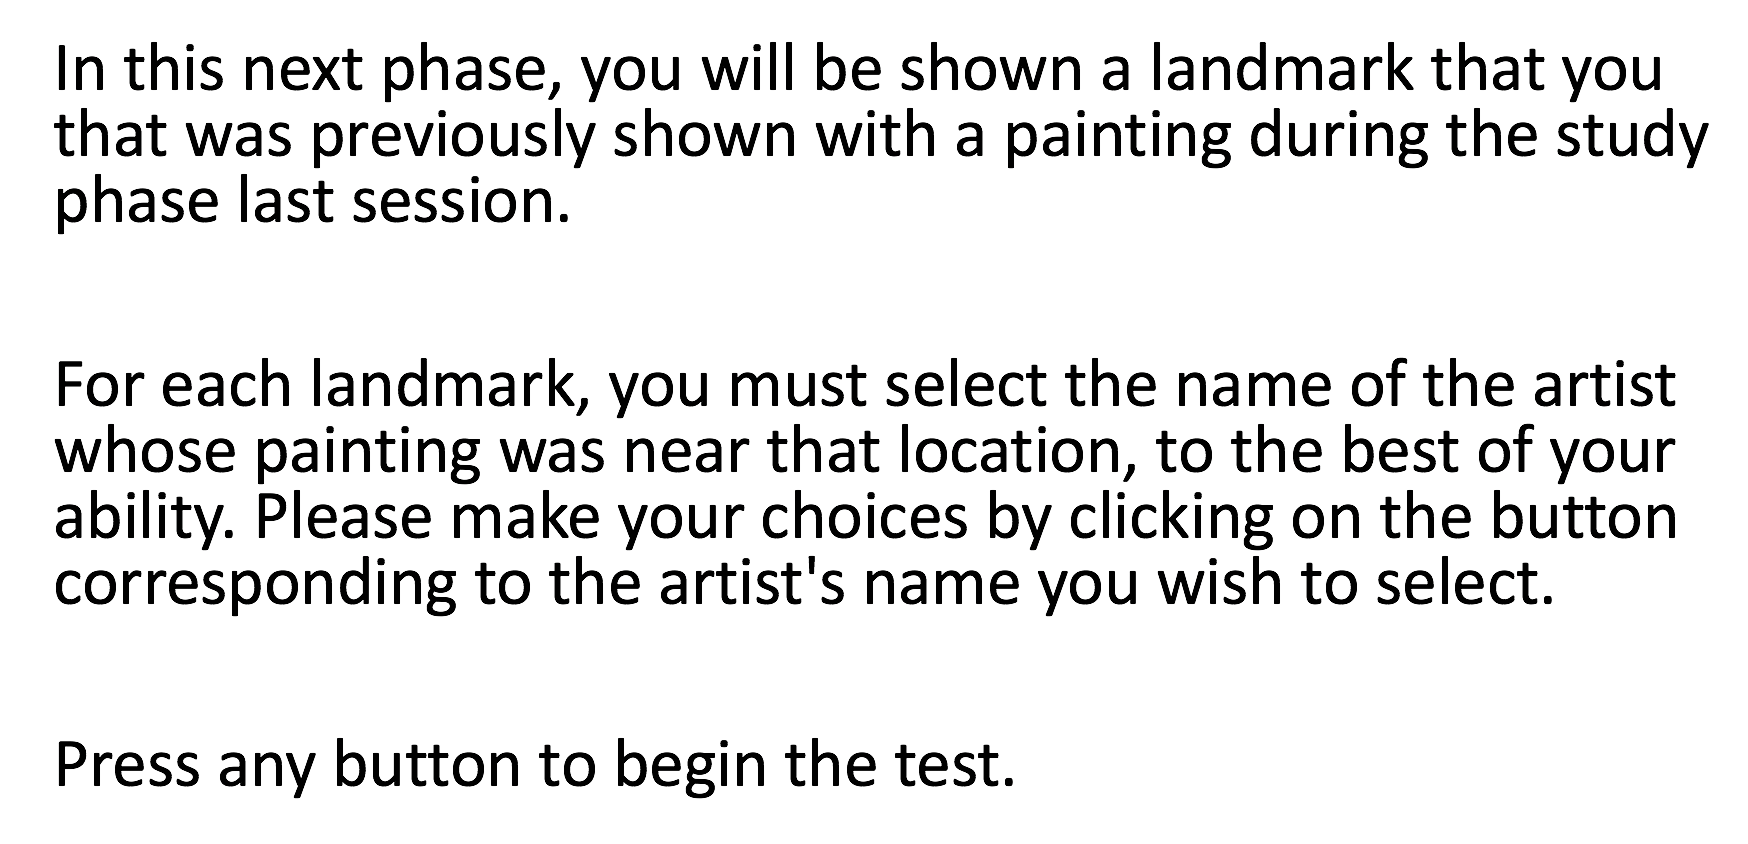 In this next phase, you will be shown a landmark that you
that was previously shown with a painting during the study
phase last session.
For each landmark, you must select the name of the artist
whose painting was near that location, to the best of your
ability. Please make your choices by clicking on the button
corresponding to the artist's name you wish to select.
Press any button to begin the test.